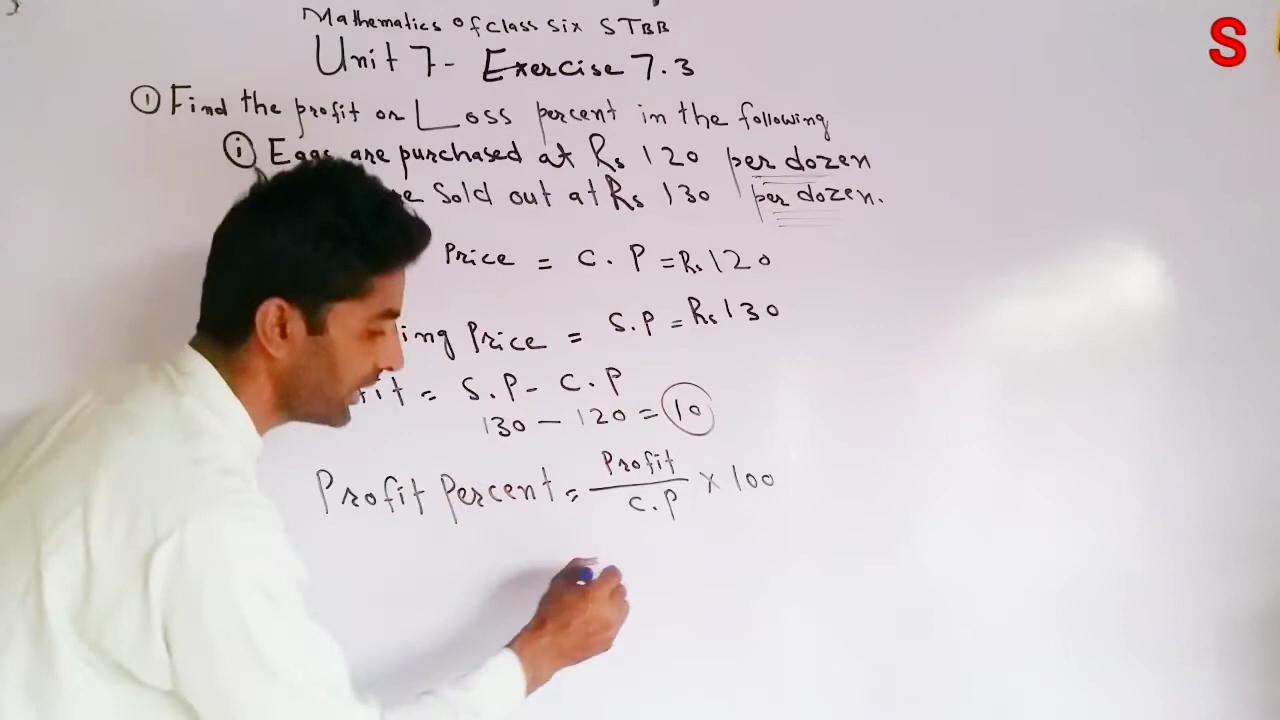 Mathematics of Class Six STBB
S
Unit 7- Exercise 7.3
① Find the profit or Loss percent in the following
ⓘ Eggs are purchased at Rs 120 per dozen
Sold out at Rs 130 per dozen.
Price = C.P = Rs 120
Price = S.P = Rs 130
= S.P - C.P
130 - 120 = 10
Profit Percent = Profit / C.P × 100